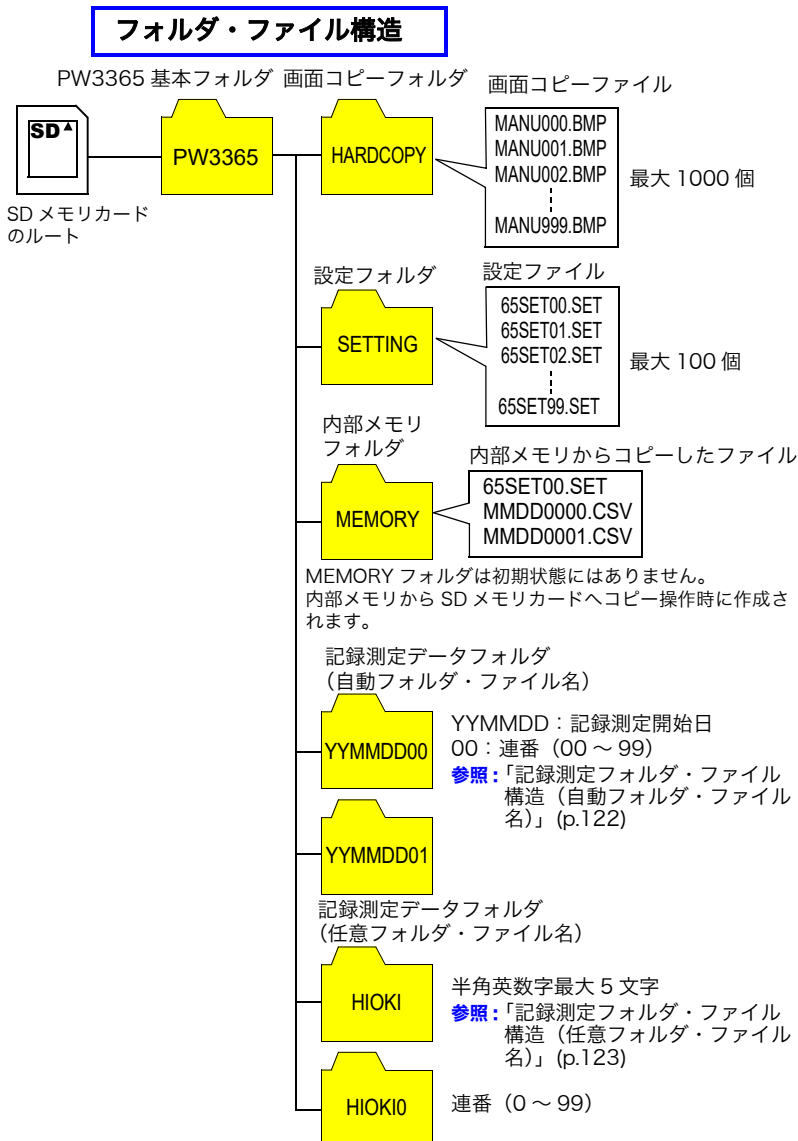 フォルダ・ファイル構造
PW3365 基本フォルダ
画面コピーフォルダ
画面コピーファイル
SD
PW3365
HARDCOPY
MANU000.BMP
MANU001.BMP
MANU002.BMP
MANU999.BMP
最大 1000 個
SD メモリカード
のルート
設定フォルダ
設定ファイル
SETTING
65SET00.SET
65SET01.SET
65SET02.SET
65SET99.SET
最大 100 個
内部メモリ
フォルダ
内部メモリからコピーしたファイル
MEMORY
65SET00.SET
MMDD0000.CSV
MMDD0001.CSV
MEMORY フォルダは初期状態にはありません。
内部メモリから SD メモリカードへコピー操作時に作成さ
れます。
記録測定データフォルダ
（自動フォルダ・ファイル名）
YYMMDD00
YYMMDD：記録測定開始日
00：連番（00 ～ 99）
参照：「記録測定フォルダ・ファイル
構造（自動フォルダ・ファイル
名）」(p.122)
YYMMDD01
記録測定データフォルダ
（任意フォルダ・ファイル名）
HIOKI
半角英数字最大 5 文字
参照：「記録測定フォルダ・ファイル
構造（任意フォルダ・ファイル
名）」(p.123)
HIOKI0
連番（0 ～ 99）